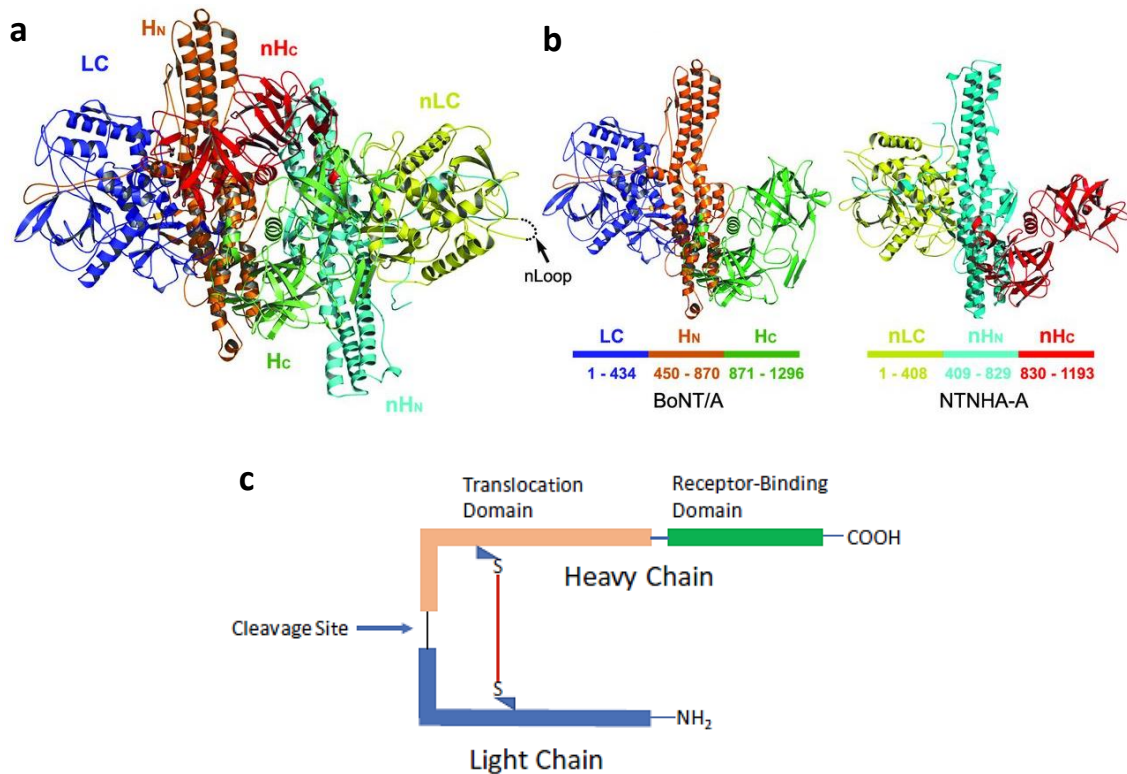 a
HN
nHC
LC
nLC
nLoop
HC
nHN
b
LC HN HC
1 - 434 450 - 870 871 - 1296
BoNT/A
nLC nHN nHC
1 - 408 409 - 829 830 - 1193
NTNHA-A
c
Translocation
Domain
Receptor-Binding
Domain
COOH
S
Heavy Chain
Cleavage Site
S
NH2
Light Chain